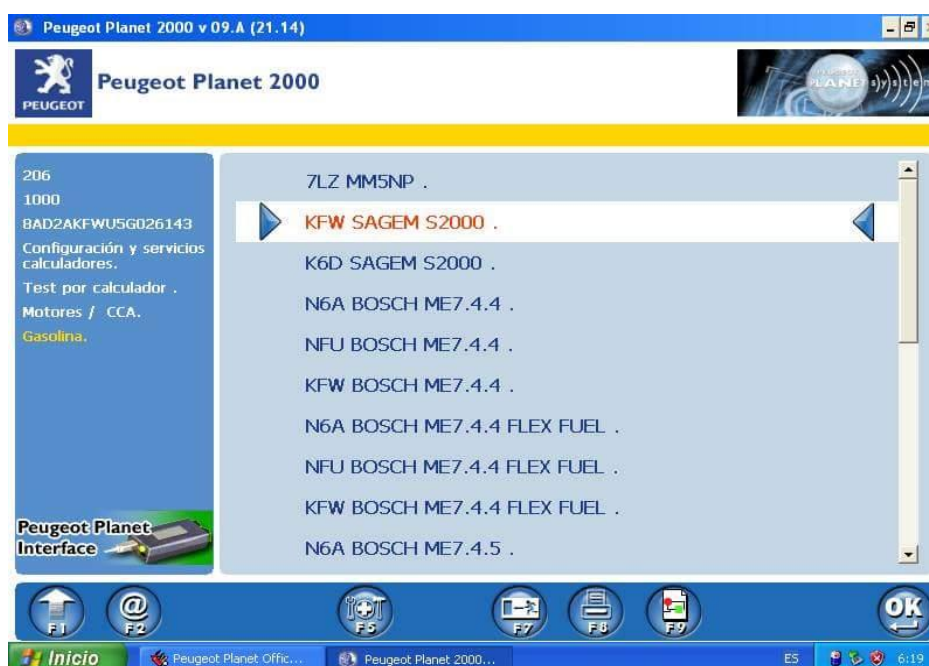 Peugeot Planet 2000 v 09.A (21.14)
PEUGEOT
Peugeot Planet 2000
PLANET s)y)s)t)e)m
206
1000
8AD2AKFWU5G026143
Configuración y servicios
calculadores.
Test por calculador .
Motores / CCA.
Gasolina.
7LZ MM5NP .
KFW SAGEM S2000 .
K6D SAGEM S2000 .
N6A BOSCH ME7.4.4 .
NFU BOSCH ME7.4.4 .
KFW BOSCH ME7.4.4 .
N6A BOSCH ME7.4.4 FLEX FUEL .
NFU BOSCH ME7.4.4 FLEX FUEL .
KFW BOSCH ME7.4.4 FLEX FUEL .
N6A BOSCH ME7.4.5 .
Peugeot Planet
Interface
F1
@ F2
F5
F7
F8
F9
OK
Inicio
Peugeot Planet Offic...
Peugeot Planet 2000...
ES
6:19